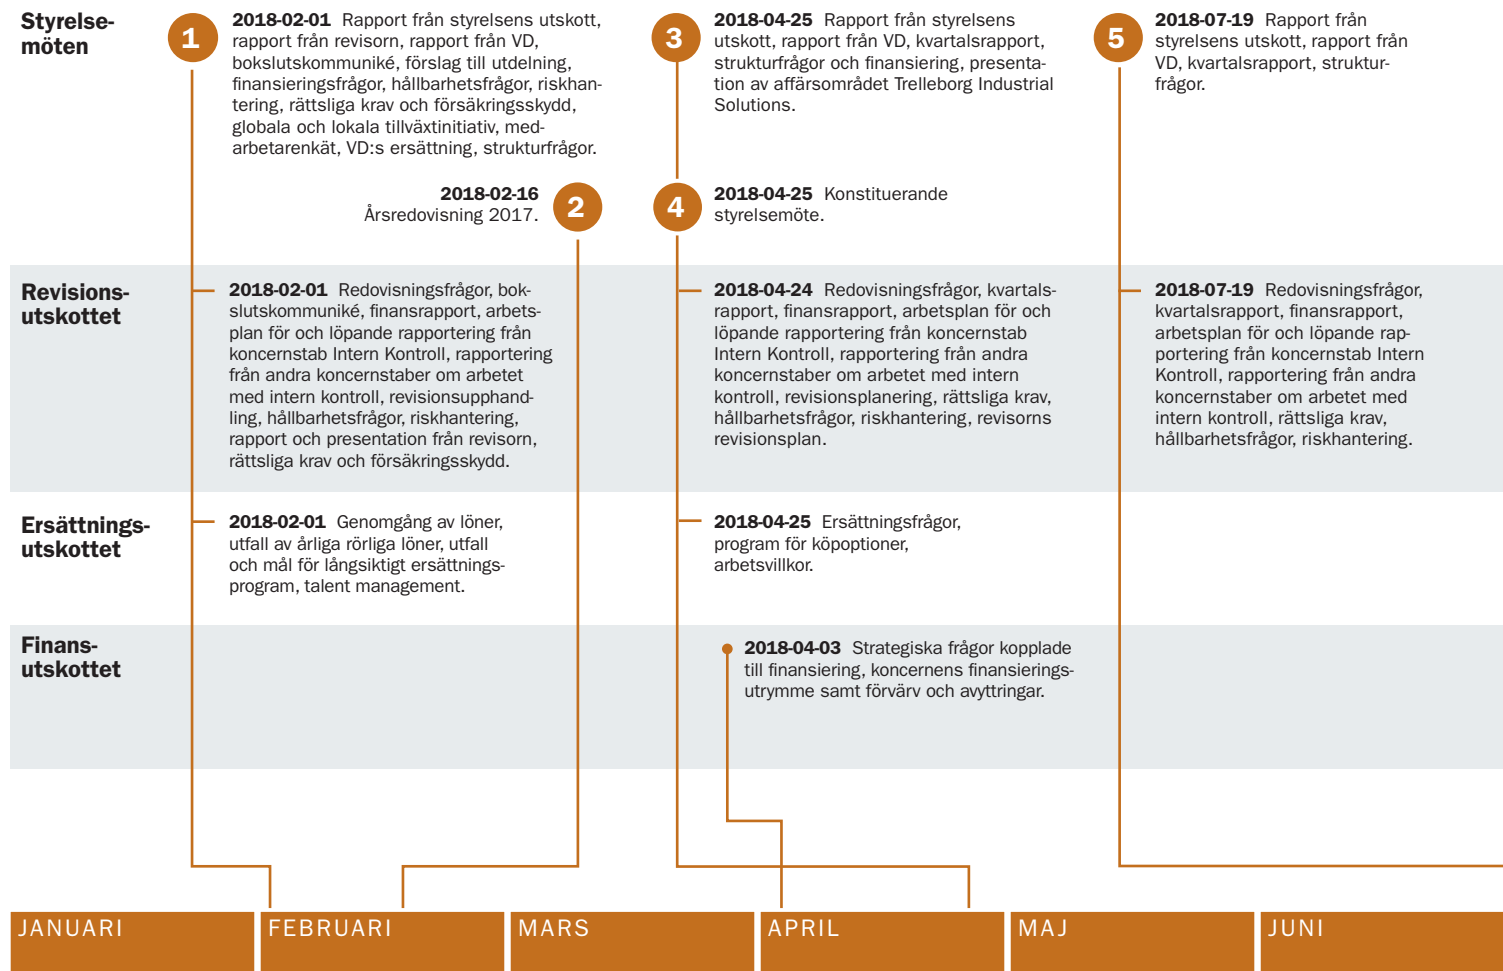 Styrelse-
möten
1
2018-02-01 Rapport från styrelsens utskott,
rapport från revisorn, rapport från VD,
bokslutskommuniké, förslag till utdelning,
finansieringsfrågor, hållbarhetsfrågor, riskhan-
tering, rättsliga krav och försäkringsskydd,
globala och lokala tillväxtinitiativ, med-
arbetarenkät, VD:s ersättning, strukturfrågor.
2018-02-16
Årsredovisning 2017.
2
3
2018-04-25 Rapport från styrelsens
utskott, rapport från VD, kvartalsrapport,
strukturfrågor och finansiering, presenta-
tion av affärsområdet Trelleborg Industrial
Solutions.
4
2018-04-25 Konstituerande
styrelsemöte.
5
2018-07-19 Rapport från
styrelsens utskott, rapport från
VD, kvartalsrapport, struktur-
frågor.
Revisions-
utskottet
2018-02-01 Redovisningsfrågor, bok-
slutskommuniké, finansrapport, arbets-
plan för och löpande rapportering från
koncernstab Intern Kontroll, rapportering
från andra koncernstaber om arbetet
med intern kontroll, revisionsupphand-
ling, hållbarhetsfrågor, riskhantering,
rapport och presentation från revisorn,
rättsliga krav och försäkringsskydd.
2018-04-24 Redovisningsfrågor, kvartals-
rapport, finansrapport, arbetsplan för och
löpande rapportering från koncernstab
Intern Kontroll, rapportering från andra
koncernstaber om arbetet med intern
kontroll, revisionsplanering, rättsliga krav,
hållbarhetsfrågor, riskhantering, revisorns
revisionsplan.
2018-07-19 Redovisningsfrågor,
kvartalsrapport, finansrapport,
arbetsplan för och löpande rap-
portering från koncernstab Intern
Kontroll, rapportering från andra
koncernstaber om arbetet med
intern kontroll, rättsliga krav,
hållbarhetsfrågor, riskhantering.
Ersättnings-
utskottet
2018-02-01 Genomgång av löner,
utfall av årliga rörliga löner, utfall
och mål för långsiktigt ersättnings-
program, talent management.
2018-04-25 Ersättningsfrågor,
program för köpoptioner,
arbetsvillkor.
Finans-
utskottet
2018-04-03 Strategiska frågor kopplade
till finansiering, koncernens finansierings-
utrymme samt förvärv och avyttringar.
JANUARI
FEBRUARI
MARS
APRIL
MAJ
JUNI